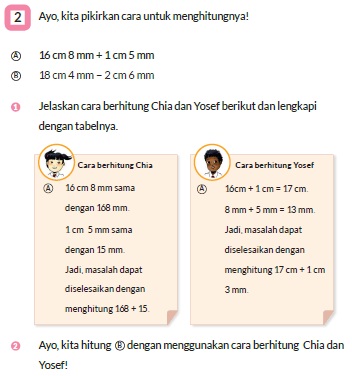 2 Ayo, kita pikirkan cara untuk menghitungnya!
Ⓐ 16 cm 8 mm + 1 cm 5 mm
Ⓑ 18 cm 4 mm – 2 cm 6 mm
1 Jelaskan cara berhitung Chia dan Yosef berikut dan lengkapi
dengan tabelnya.
Cara berhitung Chia
Ⓐ 16 cm 8 mm sama
dengan 168 mm.
1 cm 5 mm sama
dengan 15 mm.
Jadi, masalah dapat
diselesaikan dengan
menghitung 168 + 15.
Cara berhitung Yosef
Ⓐ 16cm + 1 cm = 17 cm.
8 mm + 5 mm = 13 mm.
Jadi, masalah dapat
diselesaikan dengan
menghitung 17 cm + 1 cm
3 mm.
2 Ayo, kita hitung Ⓑ dengan menggunakan cara berhitung Chia dan
Yosef!